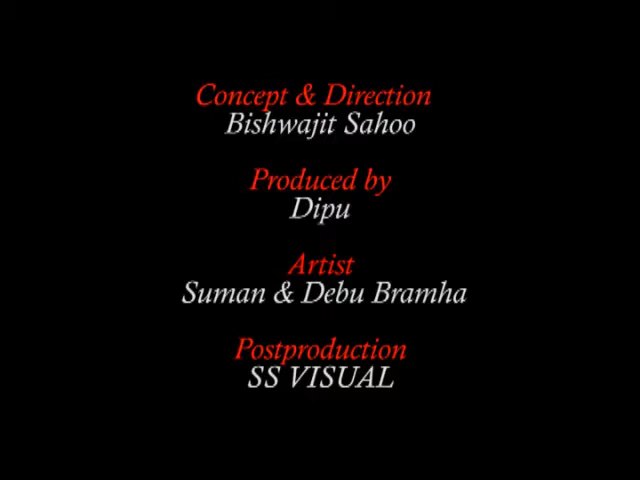 Concept & Direction
Bishwajit Sahoo
Produced by
Dipu
Artist
Suman & Debu Bramha
Postproduction
SS VISUAL